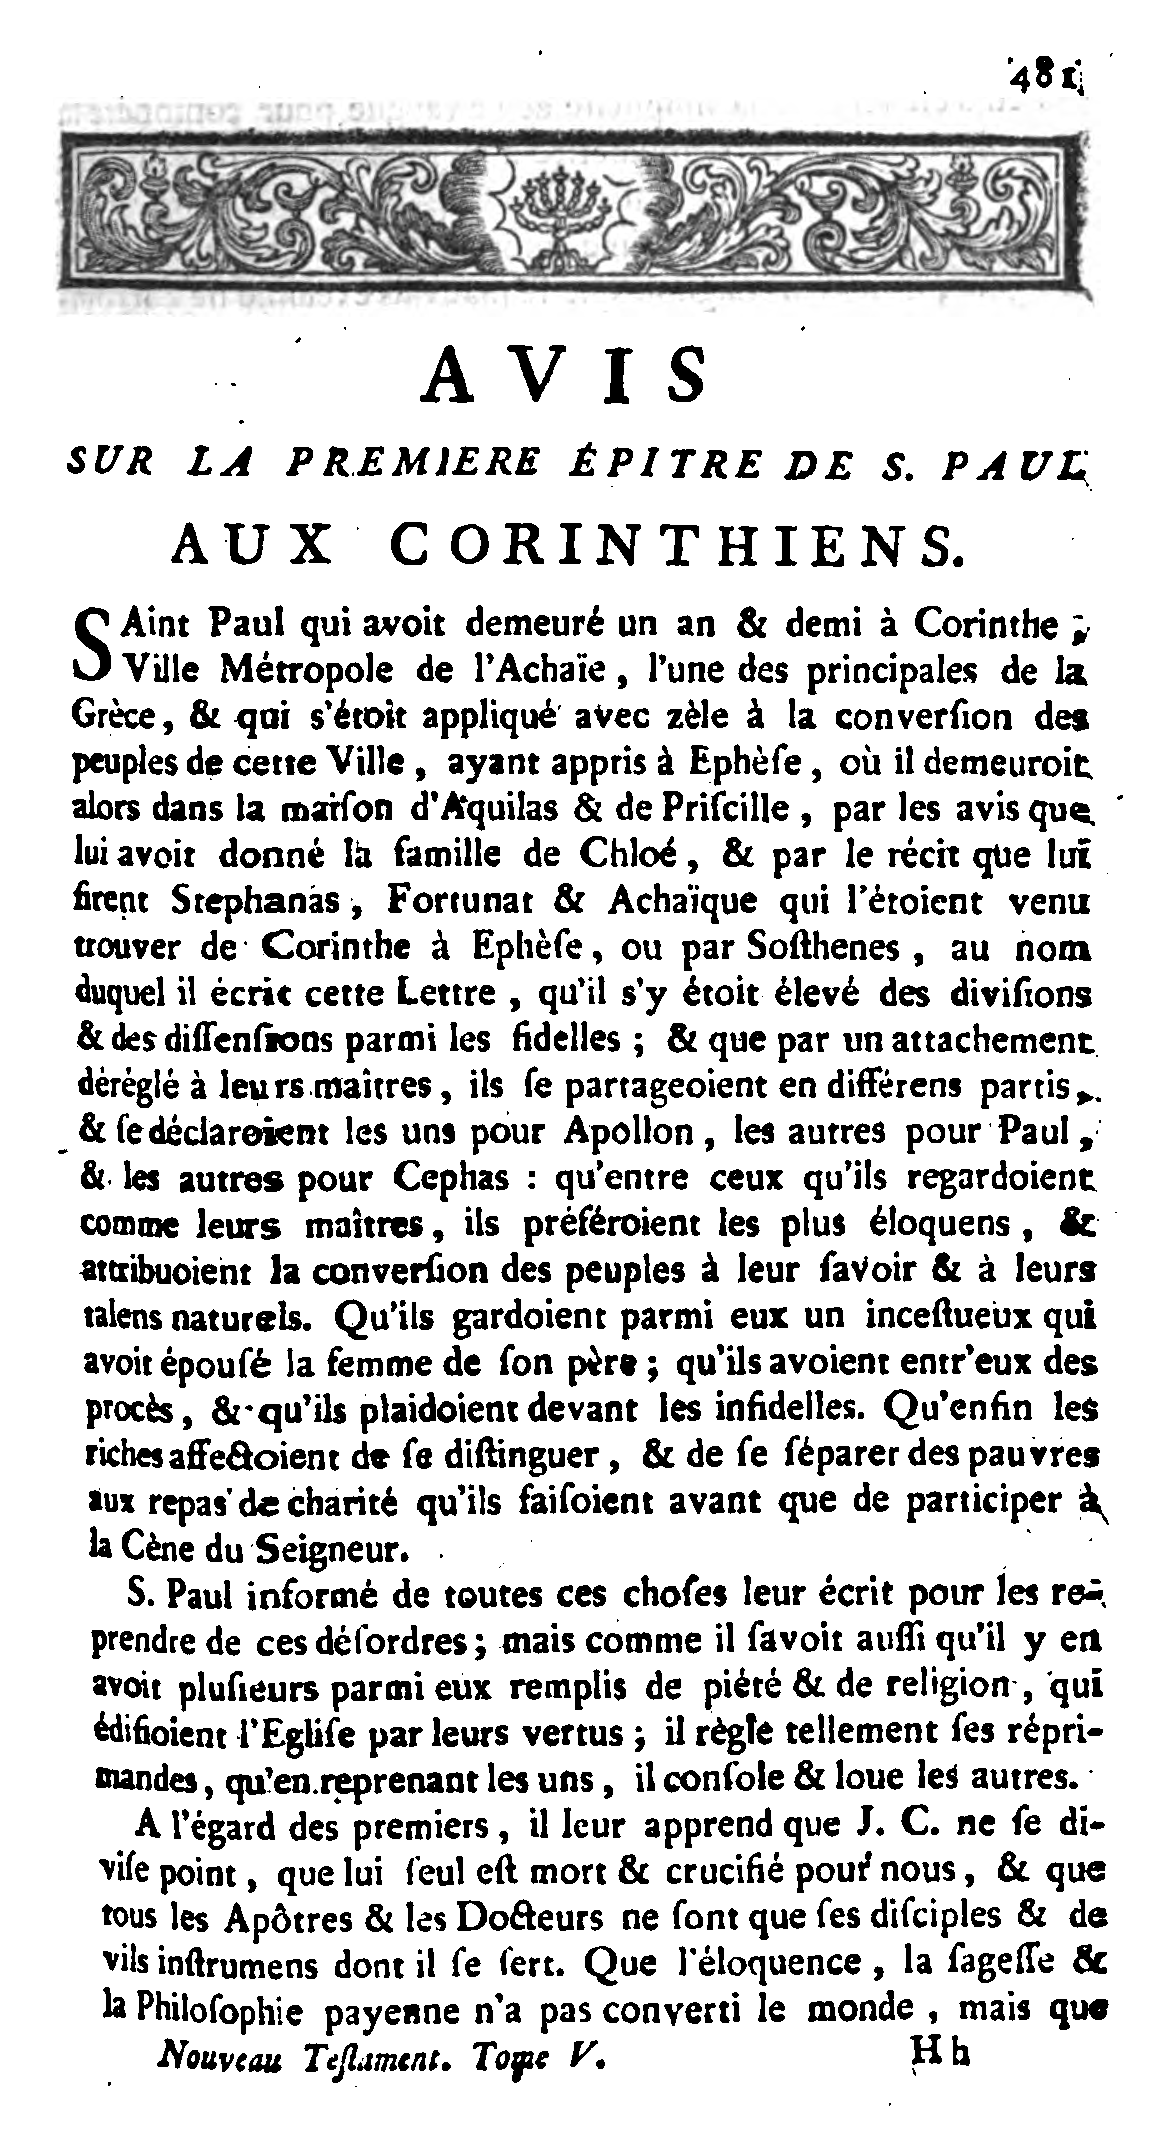 481
AVIS
SUR LA PREMIERE ÉPITRE DE S. PAUL
AUX CORINTHIENS.
SAint Paul qui avoit demeuré un an & demi à Corinthe,
Ville Métropole de l'Achaïe, l'une des principales de la
Grèce, & qui s'étoit appliqué avec zèle à la converſion des
peuples de cette Ville, ayant appris à Ephèſe, où il demeuroit
alors dans la maiſon d'Aquilas & de Priſcille, par les avis que
lui avoit donné la famille de Chloé, & par le récit que lui
firent Stephanas, Fortunat & Achaïque qui l'étoient venu
trouver de Corinthe à Ephèſe, ou par Soſthenes, au nom
duquel il écrit cette Lettre, qu'il s'y étoit élevé des diviſions
& des diſſenſions parmi les fidelles; & que par un attachement
déréglé à leurs maîtres, ils ſe partageoient en différens partis,
& ſe déclaroient les uns pour Apollon, les autres pour Paul,
& les autres pour Cephas : qu'entre ceux qu'ils regardoient
comme leurs maîtres, ils préféroient les plus éloquens, &
attribuoient la converſion des peuples à leur ſavoir & à leurs
talens naturels. Qu'ils gardoient parmi eux un inceſtueux qui
avoit épouſé la femme de ſon père; qu'ils avoient entr'eux des
procès, & qu'ils plaidoient devant les infidelles. Qu'enfin les
riches affectoient de ſe diſtinguer, & de ſe ſéparer des pauvres
aux repas de charité qu'ils faiſoient avant que de participer à
la Cène du Seigneur.
S. Paul informé de toutes ces choſes leur écrit pour les re-
prendre de ces déſordres; mais comme il ſavoit auſſi qu'il y en
avoit pluſieurs parmi eux remplis de piété & de religion, qui
édifioient l'Egliſe par leurs vertus; il règle tellement ſes répri-
mandes, qu'en reprenant les uns, il conſole & loue les autres.
A l'égard des premiers, il leur apprend que J. C. ne ſe di-
viſe point, que lui ſeul eſt mort & crucifié pour nous, & que
tous les Apôtres & les Docteurs ne ſont que ſes diſciples & de
vils inſtrumens dont il ſe ſert. Que l'éloquence, la ſageſſe &
la Philoſophie payenne n'a pas converti le monde, mais que
Nouveau Teſtament. Tome V. Hh